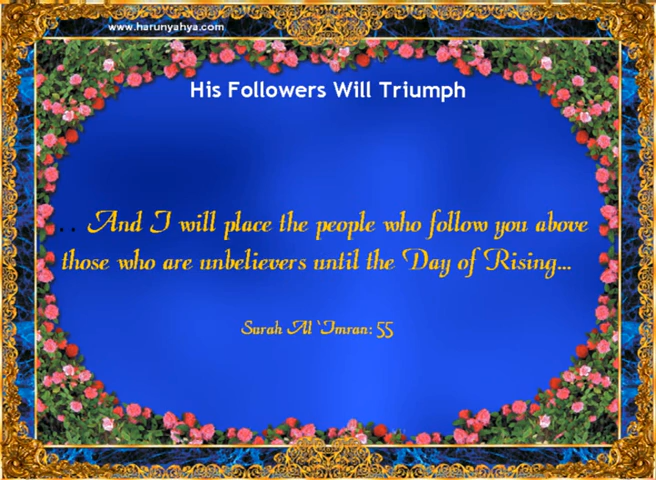 www.harunyahya.com
His Followers Will Triumph
.. And I will place the people who follow you above
those who are unbelievers until the Day of Rising...
Surah Al 'Imran: 55